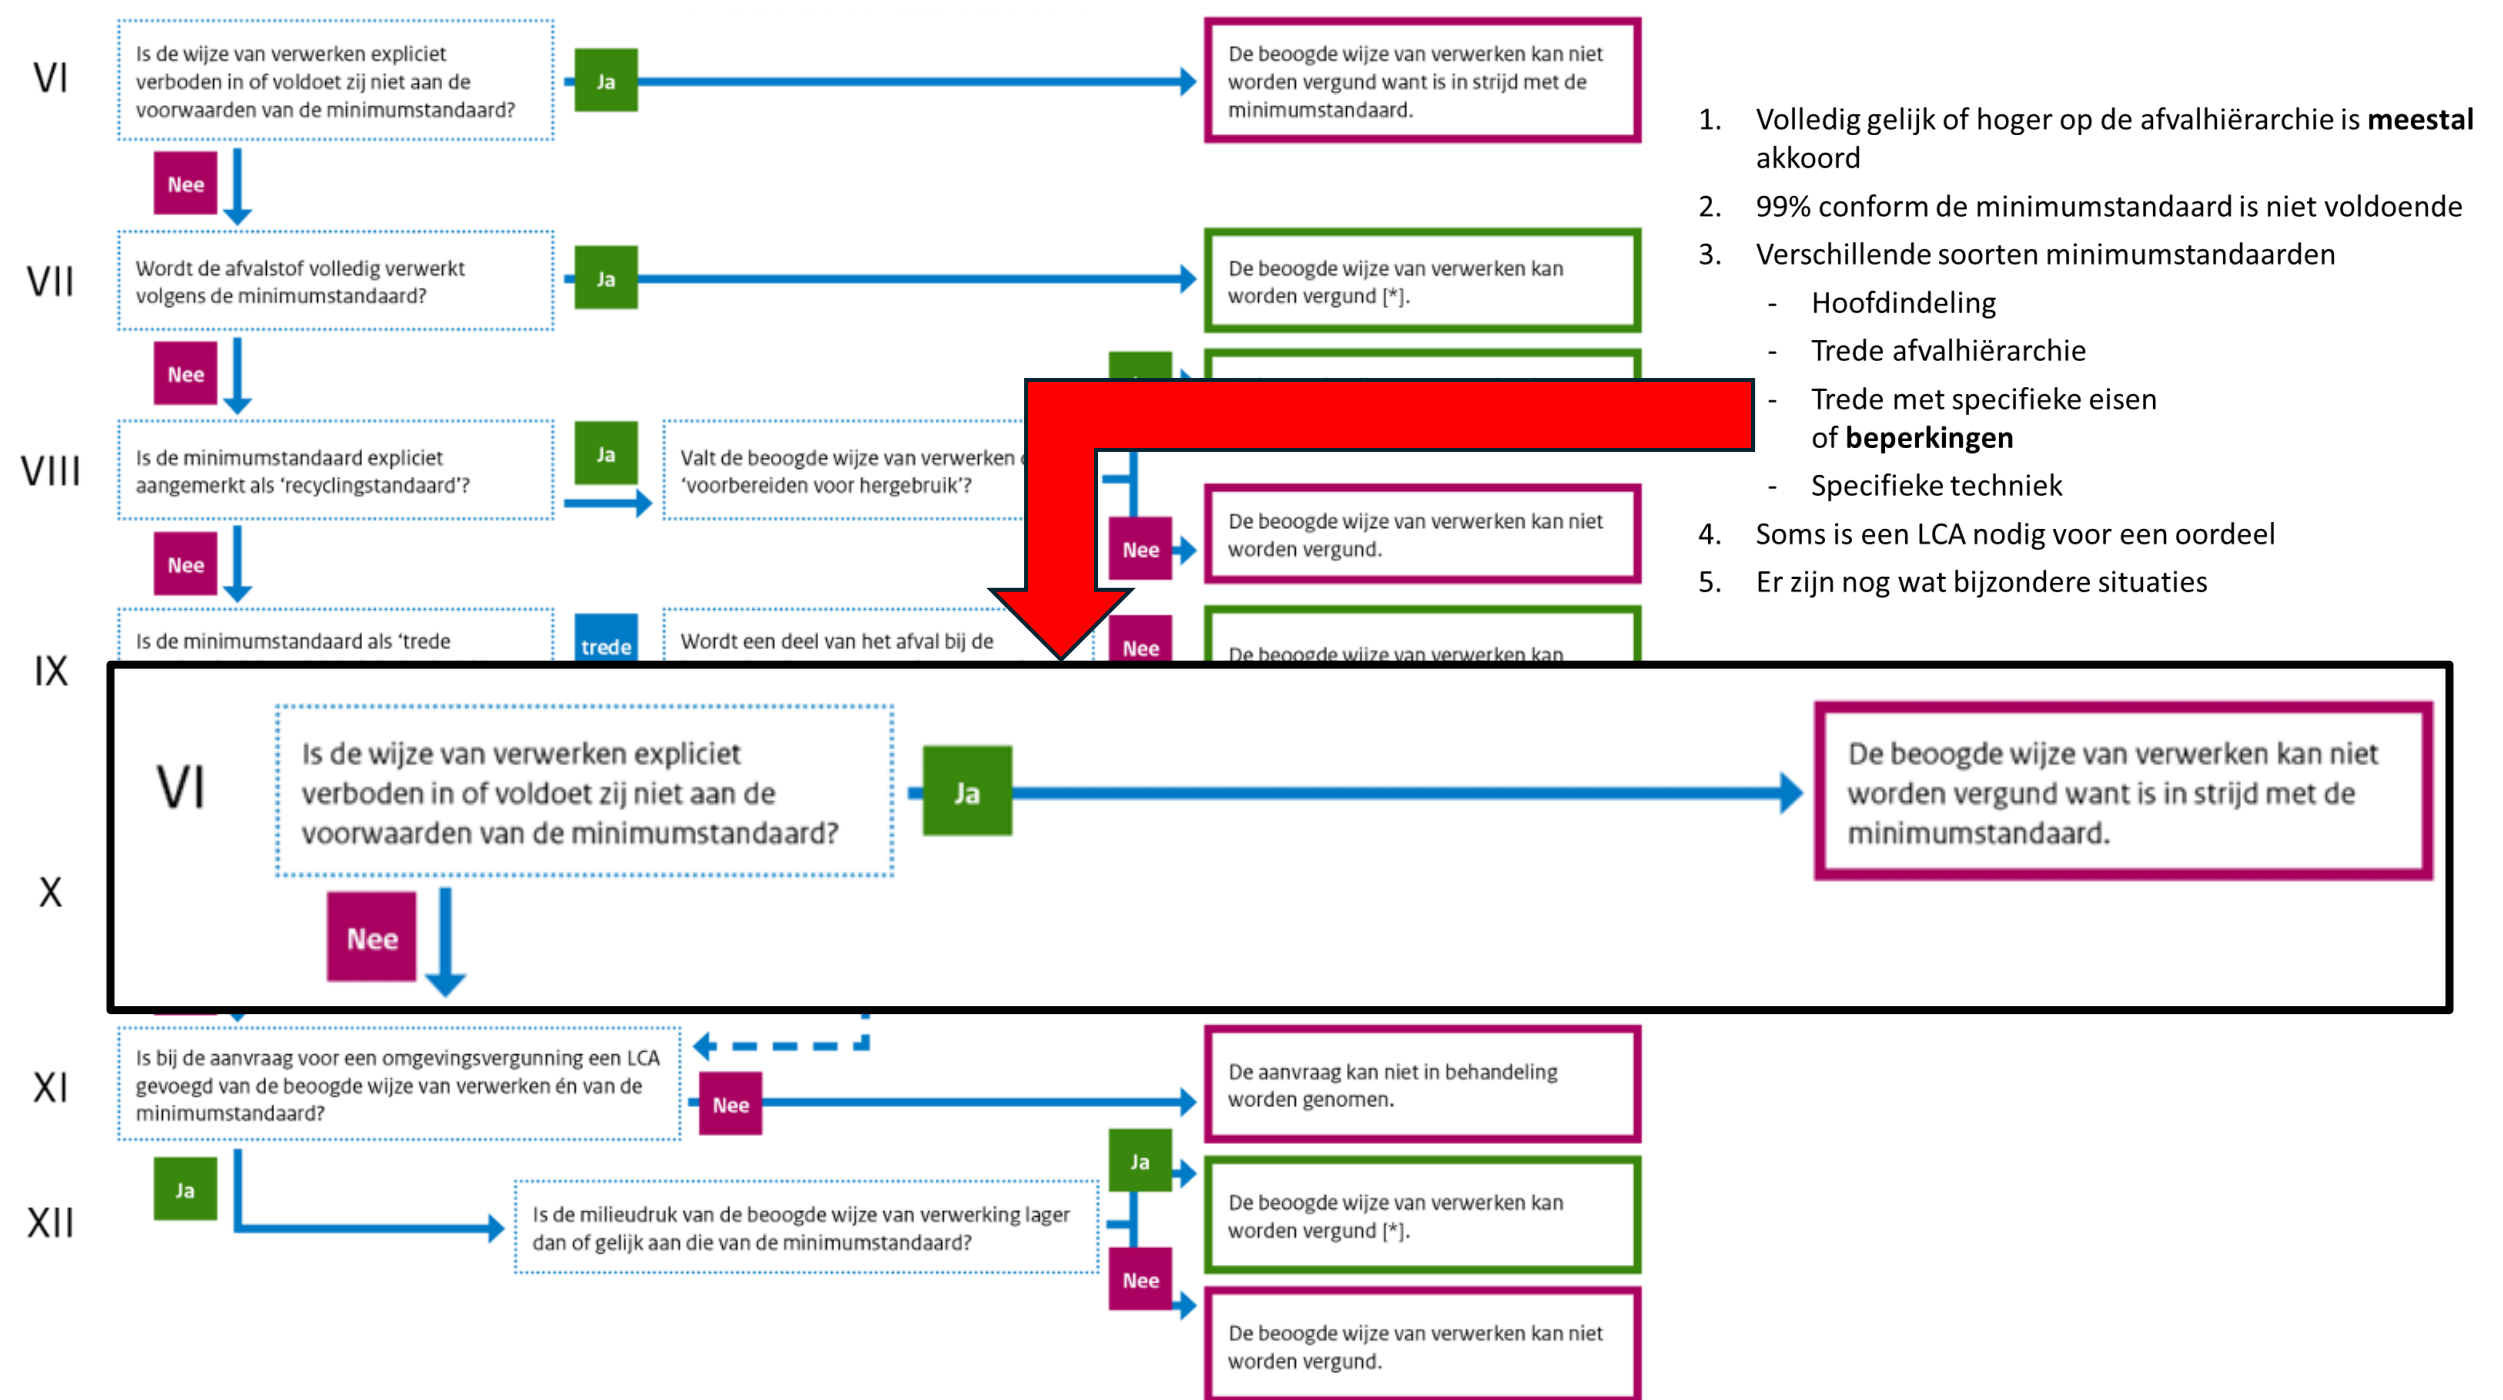 VI
Is de wijze van verwerken expliciet
verboden in of voldoet zij niet aan de
voorwaarden van de minimumstandaard?
Ja
De beoogde wijze van verwerken kan niet
worden vergund want is in strijd met de
minimumstandaard.
Nee
VII
Wordt de afvalstof volledig verwerkt
volgens de minimumstandaard?
Ja
De beoogde wijze van verwerken kan
worden vergund [*].
Nee
VIII
Is de minimumstandaard expliciet
aangemerkt als ‘recyclingstandaard’?
Ja
Valt de beoogde wijze van verwerken
‘voorbereiden voor hergebruik’?
Nee
De beoogde wijze van verwerken kan niet
worden vergund.
Nee
IX
Is de minimumstandaard als ‘trede
trede
Wordt een deel van het afval bij de
Nee
De beoogde wijze van verwerken kan
1. Volledig gelijk of hoger op de afvalhiërarchie is meestal
akkoord
2. 99% conform de minimumstandaard is niet voldoende
3. Verschillende soorten minimumstandaarden
- Hoofdindeling
- Trede afvalhiërarchie
- Trede met specifieke eisen
of beperkingen
- Specifieke techniek
4. Soms is een LCA nodig voor een oordeel
5. Er zijn nog wat bijzondere situaties
VI
Is de wijze van verwerken expliciet
verboden in of voldoet zij niet aan de
voorwaarden van de minimumstandaard?
Ja
De beoogde wijze van verwerken kan niet
worden vergund want is in strijd met de
minimumstandaard.
Nee
X
XI
Is bij de aanvraag voor een omgevingsvergunning een LCA
gevoegd van de beoogde wijze van verwerken én van de
minimumstandaard?
Nee
De aanvraag kan niet in behandeling
worden genomen.
Ja
XII
Is de milieudruk van de beoogde wijze van verwerking lager
dan of gelijk aan die van de minimumstandaard?
Ja
De beoogde wijze van verwerken kan
worden vergund [*].
Nee
De beoogde wijze van verwerken kan niet
worden vergund.